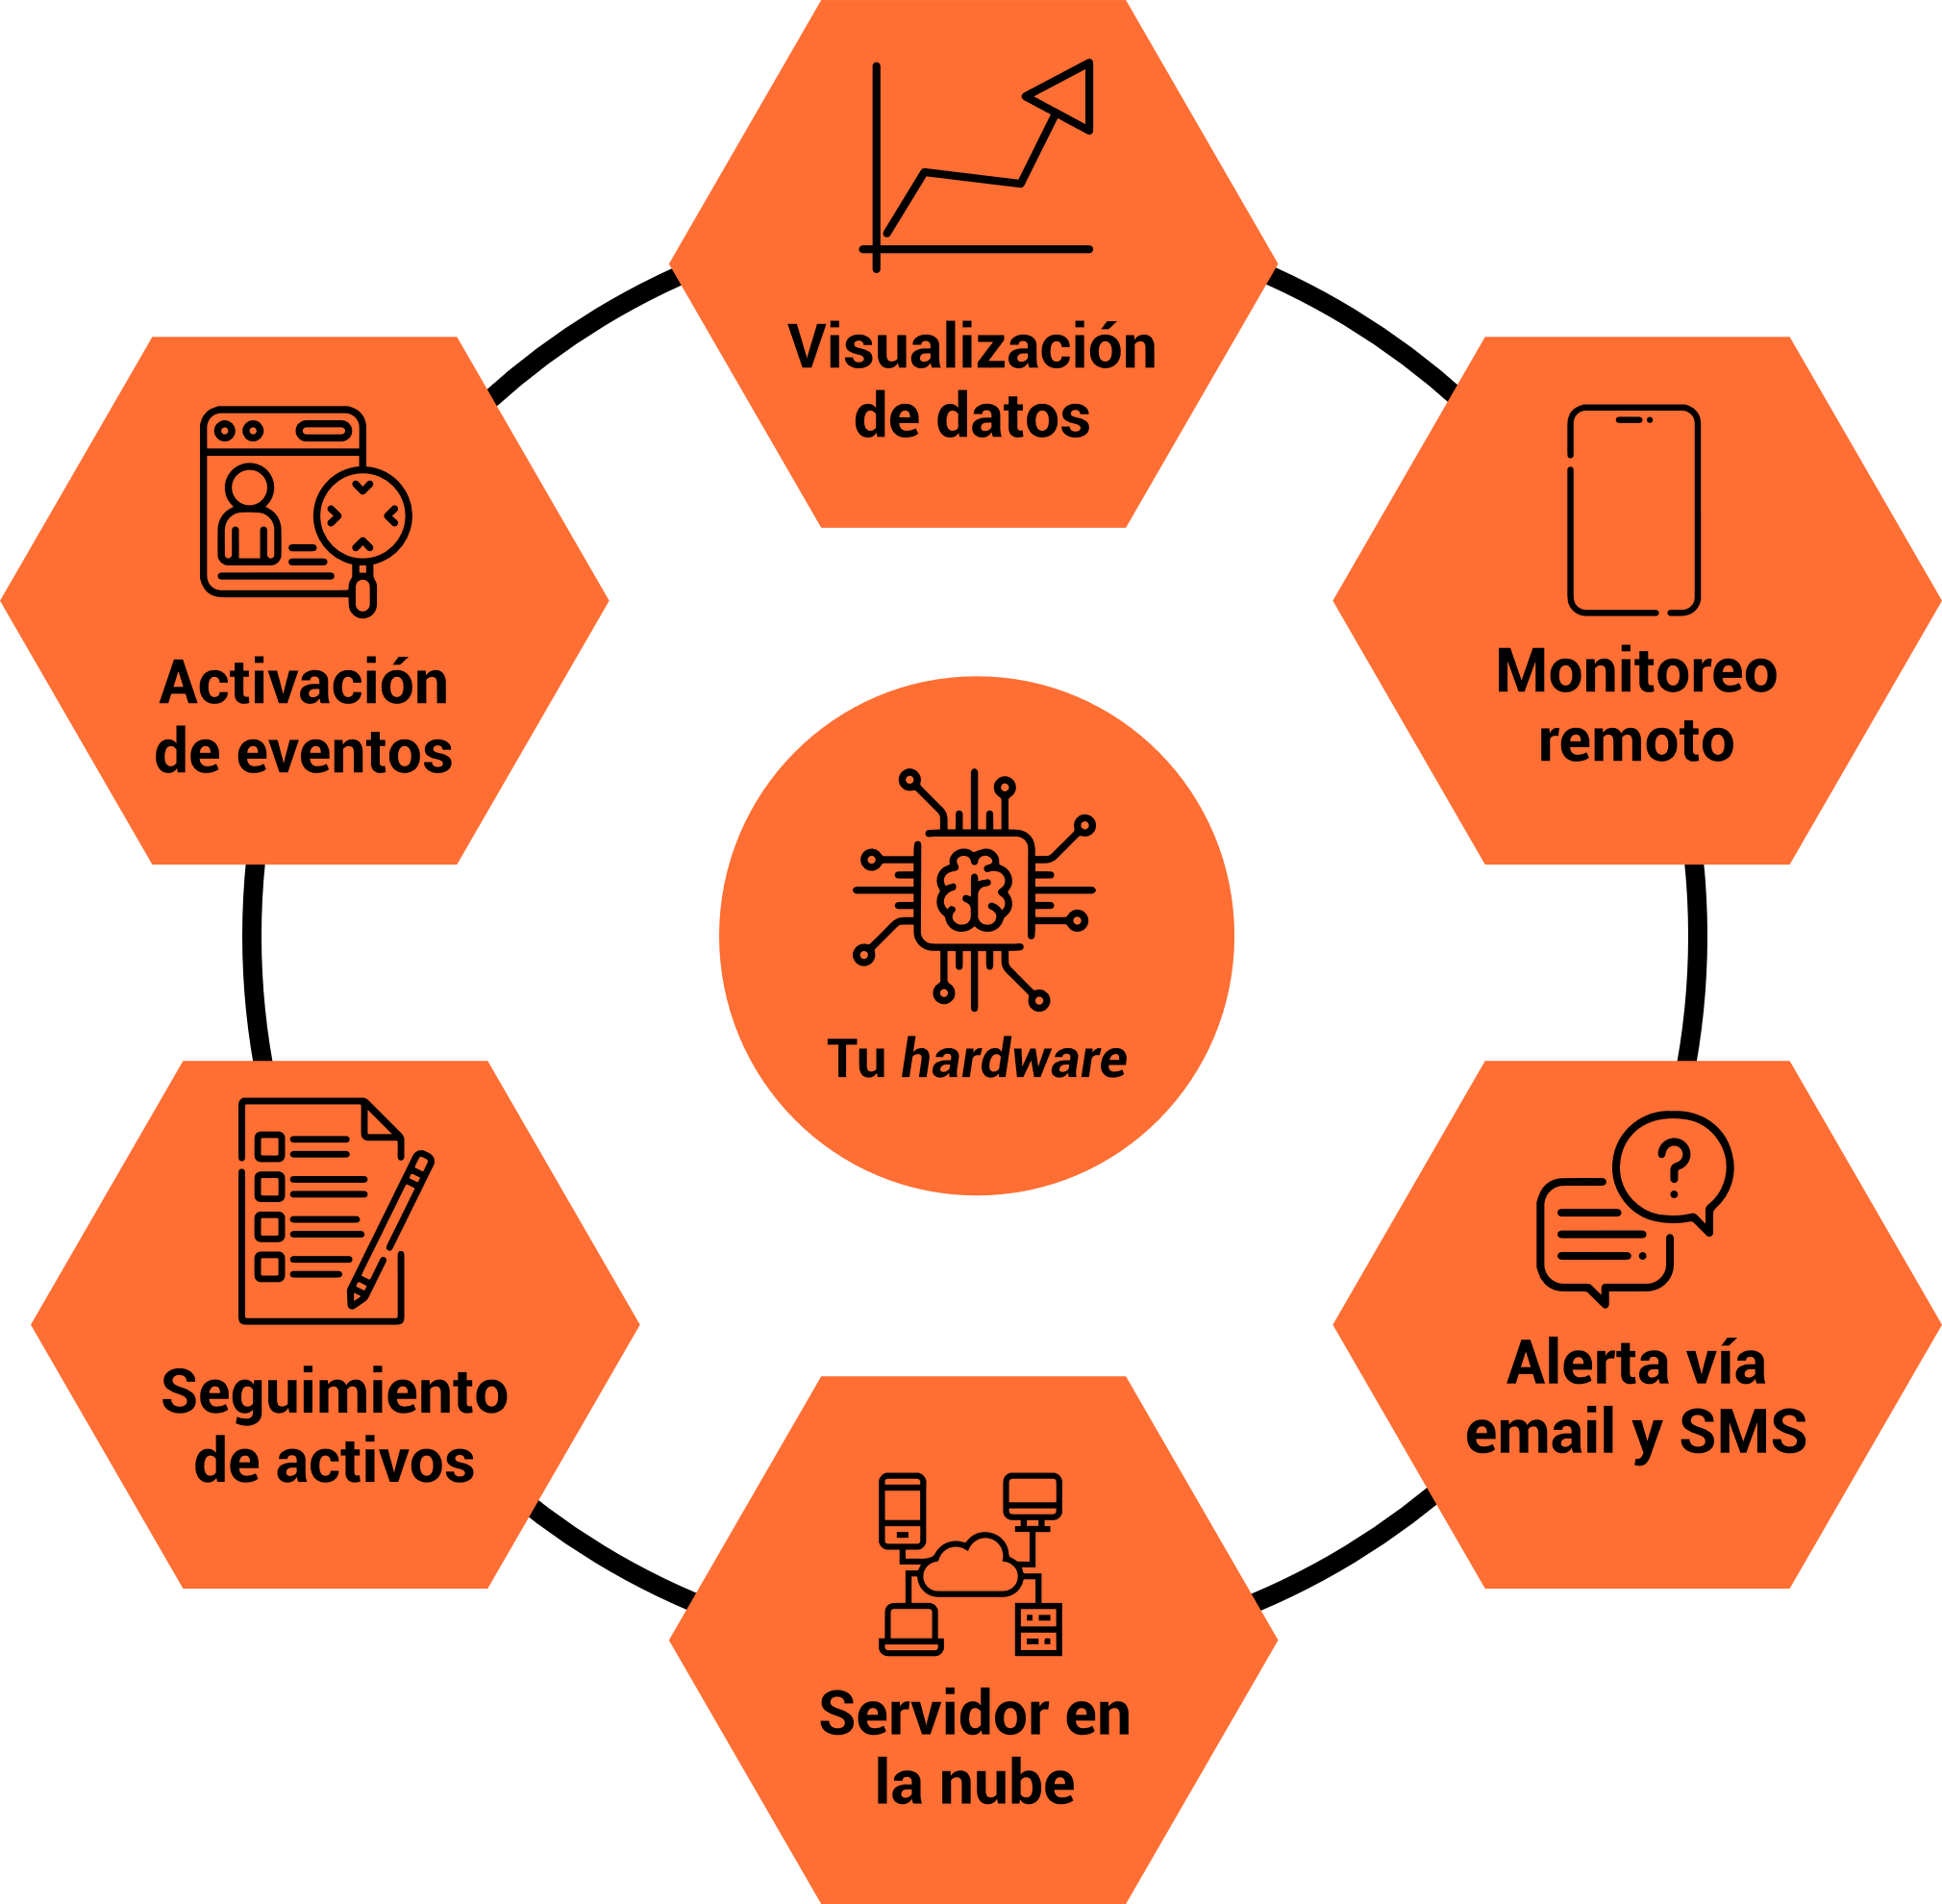 Visualización
de datos
Activación
de eventos
Monitoreo
remoto
Tu hardware
Seguimiento
de activos
Alerta vía
email y SMS
Servidor en
la nube